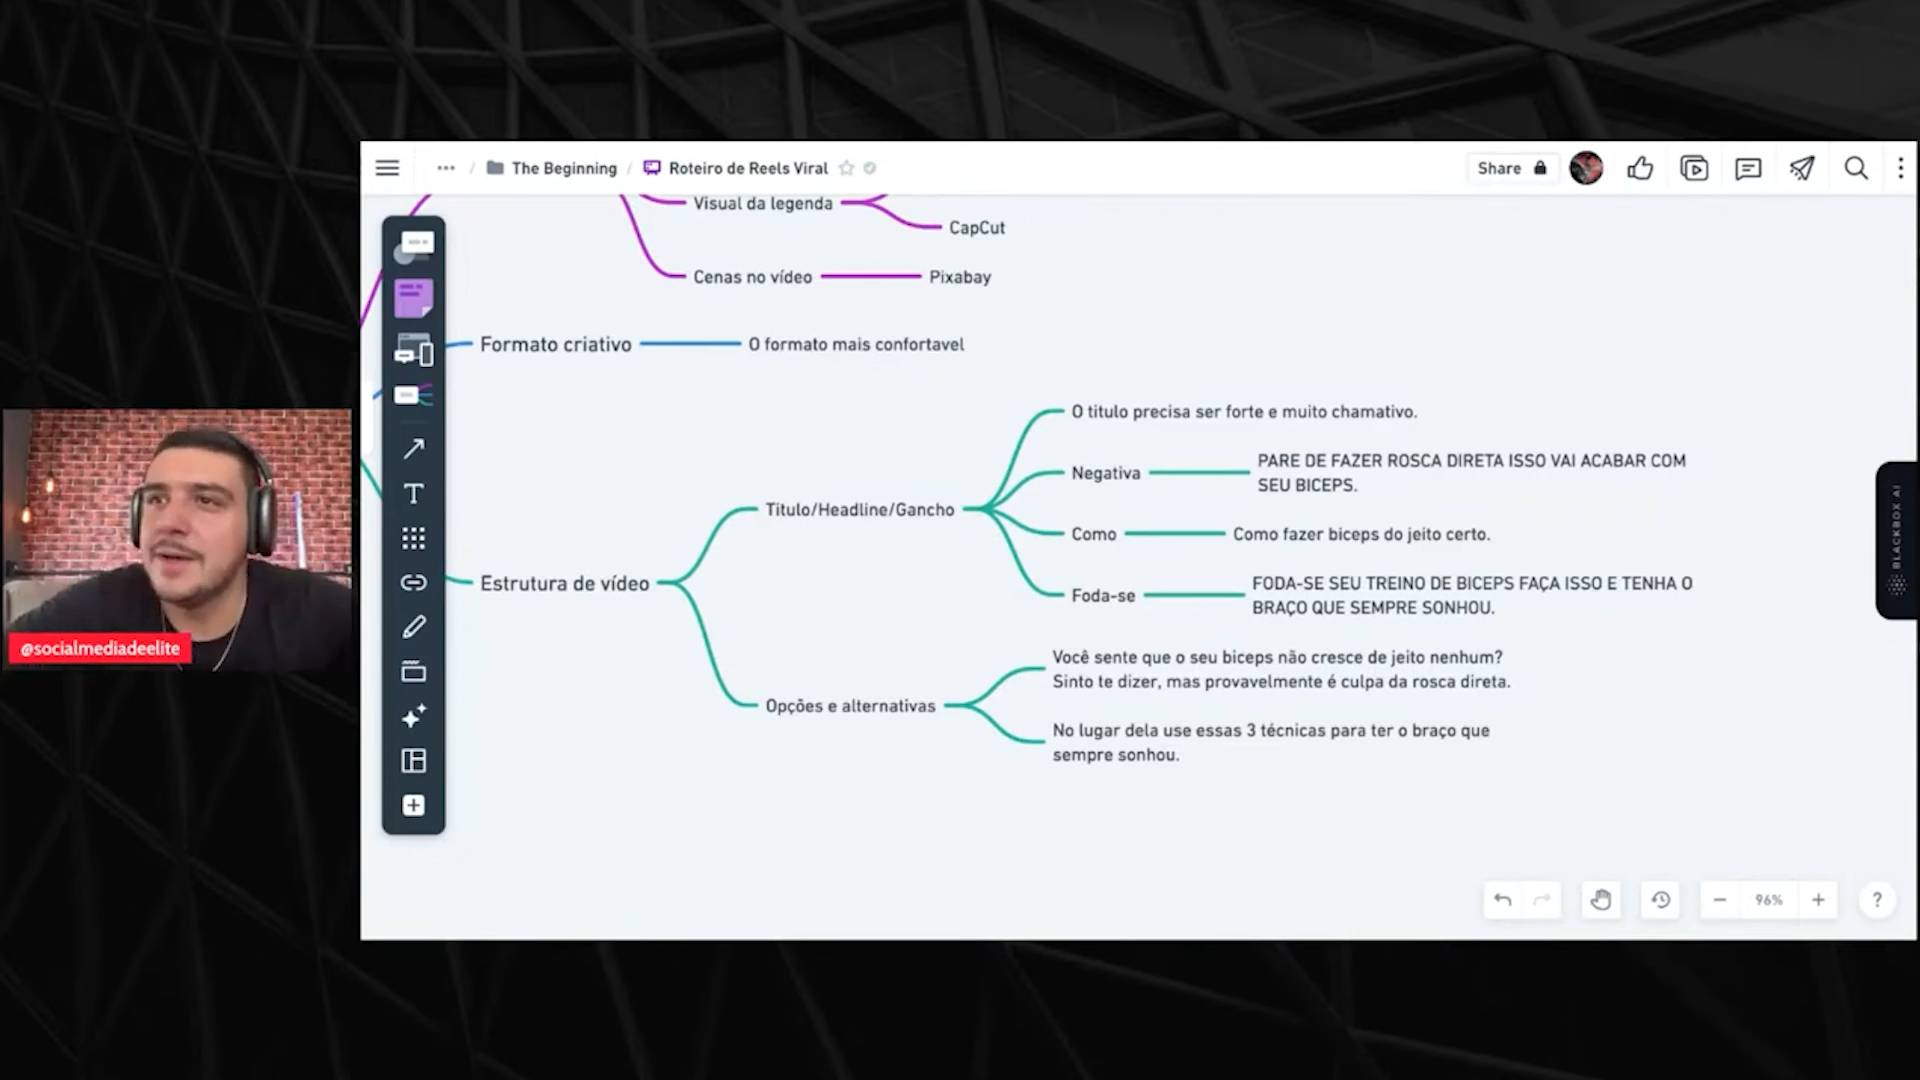 ... / The Beginning / Roteiro de Reels Viral
Share
Visual da legenda
CapCut
Cenas no vídeo
Pixabay
Formato criativo
O formato mais confortavel
O titulo precisa ser forte e muito chamativo.
Negativa
PARE DE FAZER ROSCA DIRETA ISSO VAI ACABAR COM
SEU BICEPS.
Titulo/Headline/Gancho
Como
Como fazer biceps do jeito certo.
Estrutura de vídeo
Foda-se
FODA-SE SEU TREINO DE BICEPS FAÇA ISSO E TENHA O
BRAÇO QUE SEMPRE SONHOU.
Opções e alternativas
Você sente que o seu biceps não cresce de jeito nenhum?
Sinto te dizer, mas provavelmente é culpa da rosca direta.
No lugar dela use essas 3 técnicas para ter o braço que
sempre sonhou.
@socialmediadeelite
BLACKBOX AI
96%
?